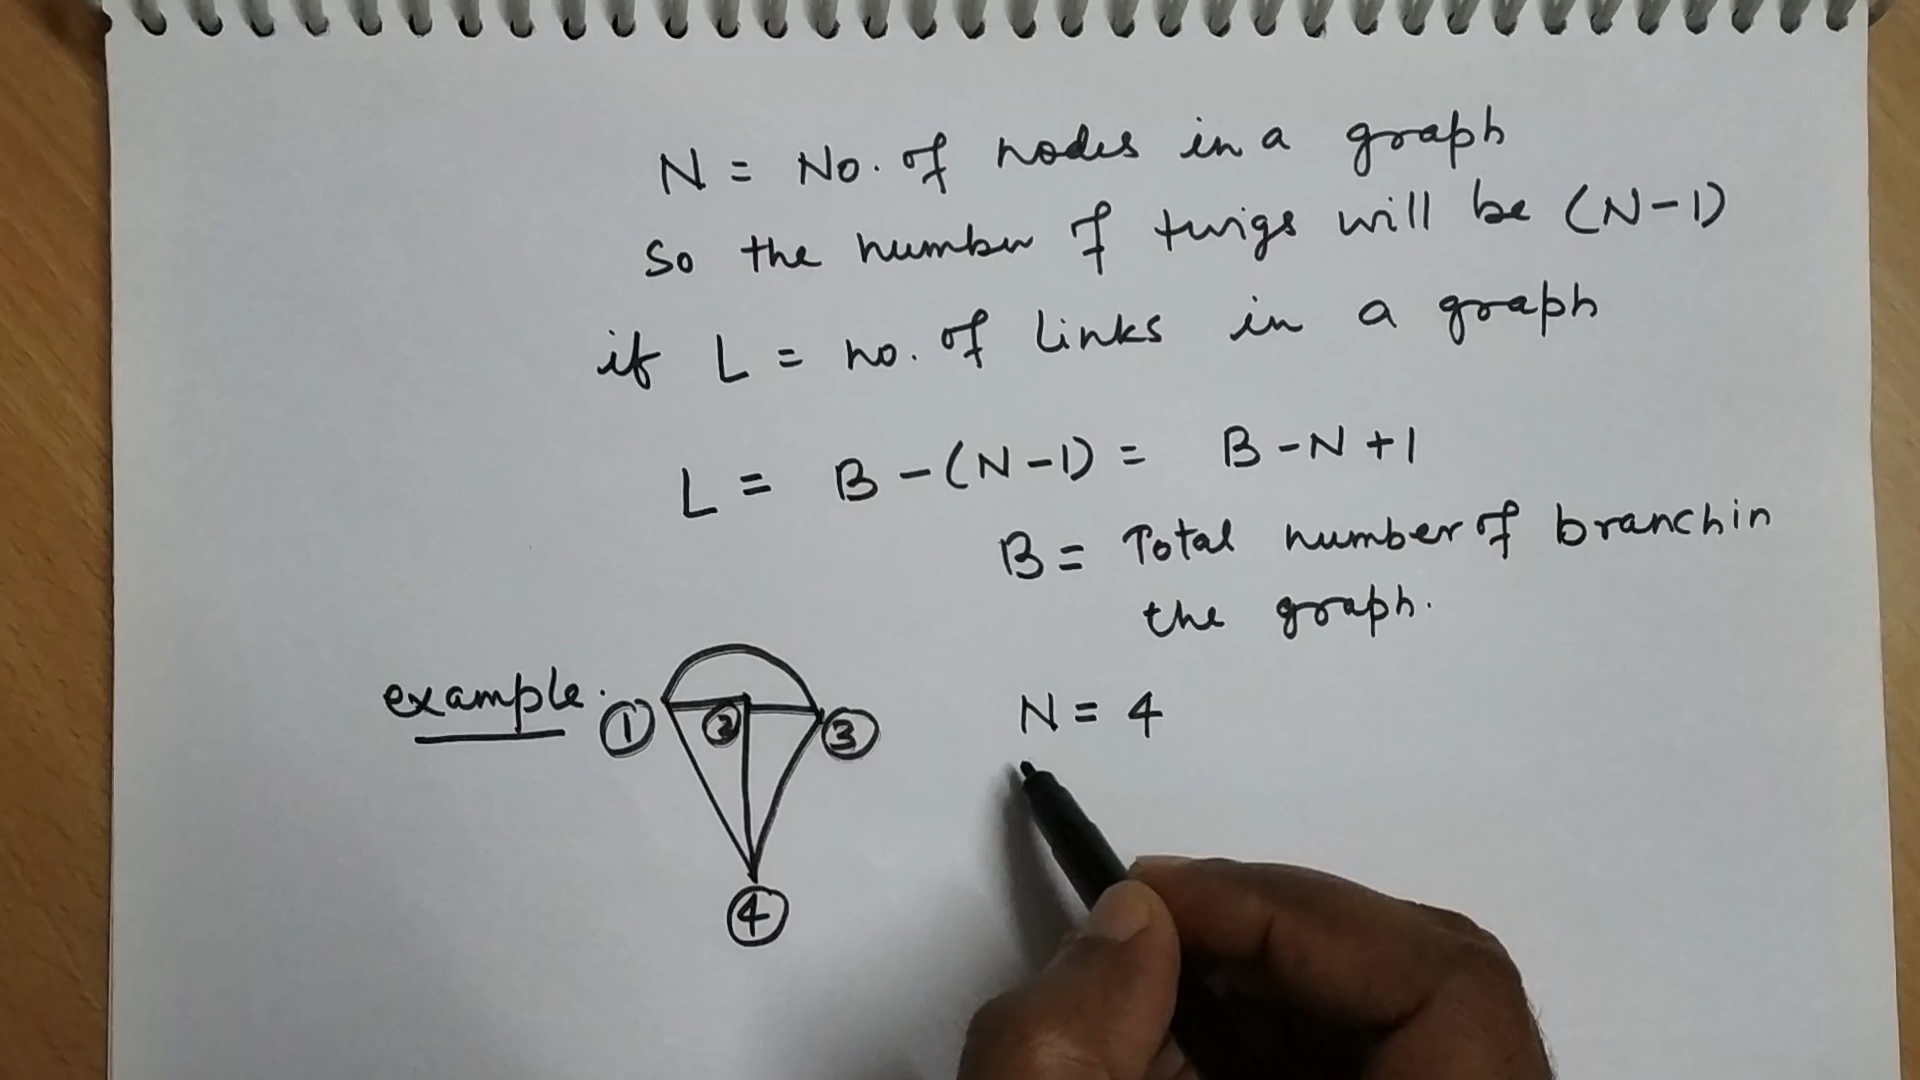 N = No. of nodes in a graph
So the number of twigs will be (N-1)
if L = no. of Links in a graph
L = B-(N-1) = B-N+1
B = Total number of branch in
the graph.
example.
① ② ③
N = 4
④